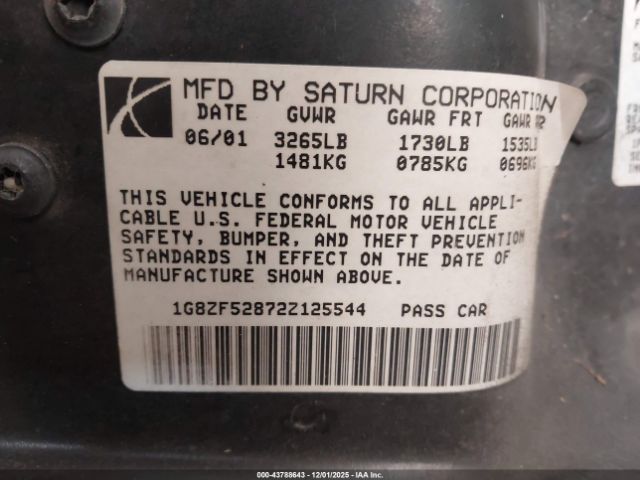 MFD BY SATURN CORPORATION
DATE GVWR GAWR FRT GAWR RR
06/01 3265LB 1730LB 1535LB
1481KG 0785KG 0696KG
THIS VEHICLE CONFORMS TO ALL APPLI-
CABLE U.S. FEDERAL MOTOR VEHICLE
SAFETY, BUMPER, AND THEFT PREVENTION
STANDARDS IN EFFECT ON THE DATE OF
MANUFACTURE SHOWN ABOVE.
1G8ZF52872Z125544 PASS CAR
000-43788643 - 12/01/2025 - IAAI.COM